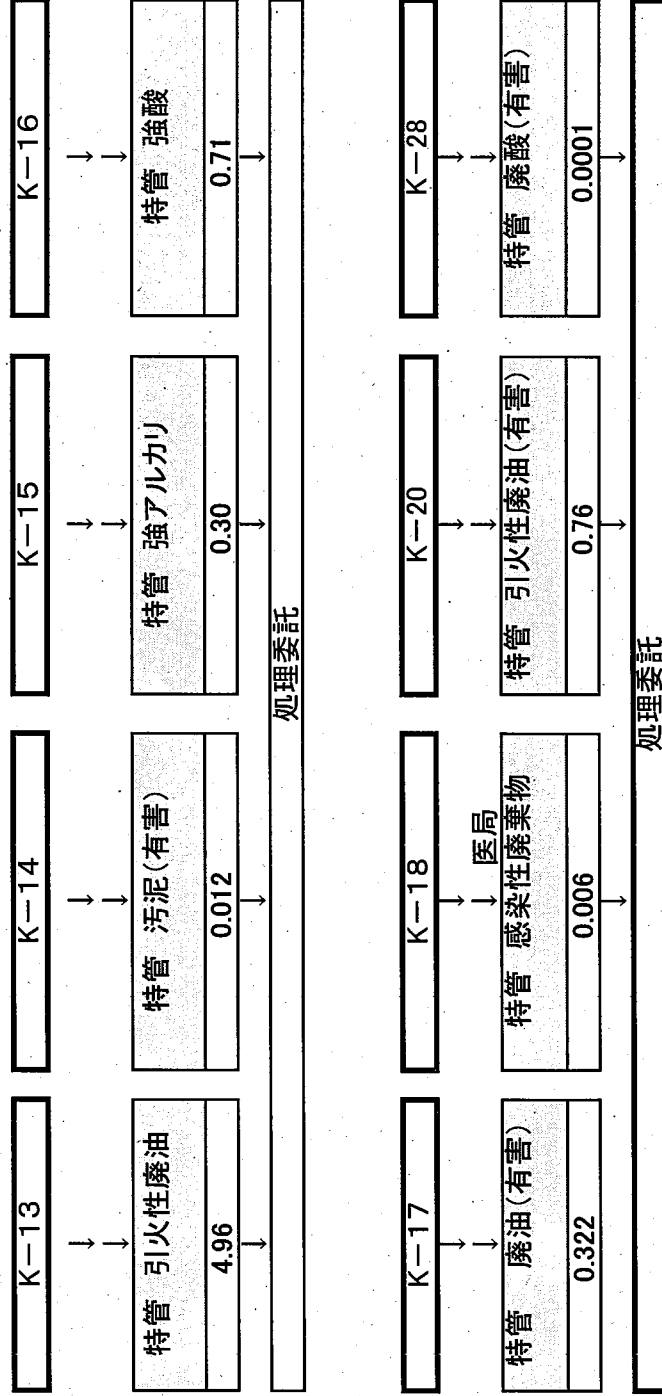 K－13
K－14
K－15
K－16
特管 引火性廃油
特管 汚泥(有害)
特管 強アルカリ
特管 強酸
4.96
0.012
0.30
0.71
処理委託
K－17
K－18
K－20
K－28
医局
特管 廃油(有害)
特管 感染性廃棄物
特管 引火性廃油(有害)
特管 廃酸(有害)
0.322
0.006
0.76
0.0001
処理委託